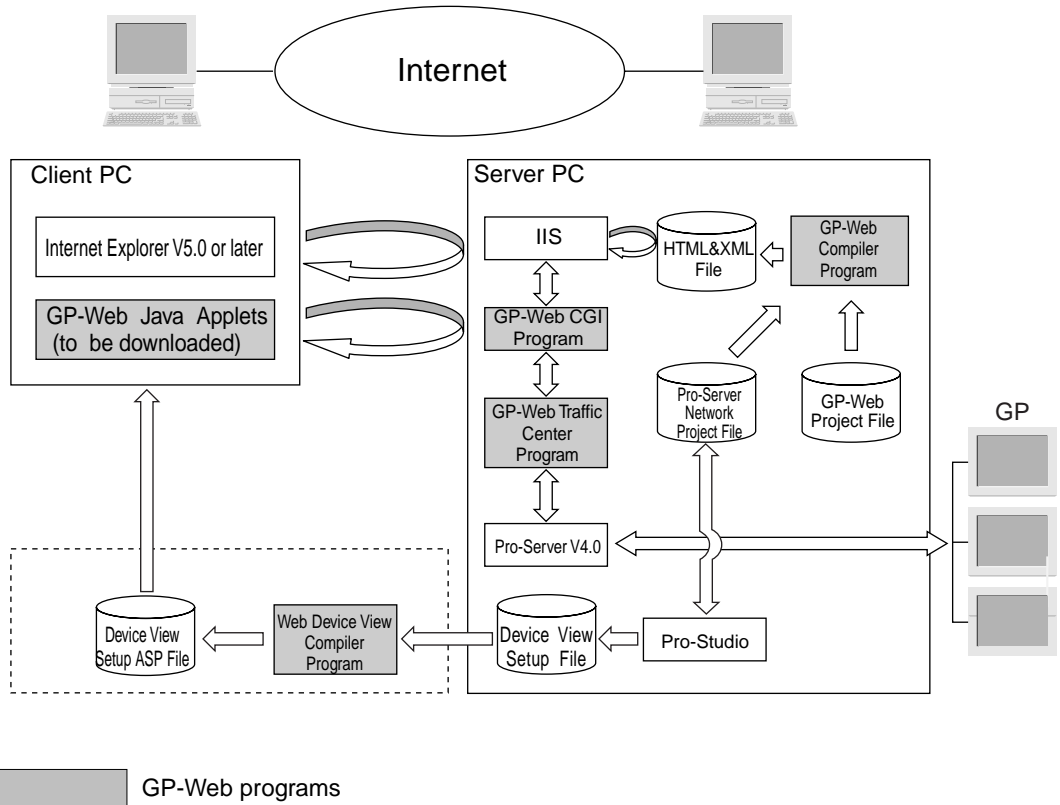 Internet
Client PC
Internet Explorer V5.0 or later
GP-Web Java Applets
(to be downloaded)
Server PC
IIS
HTML&XML
File
GP-Web
Compiler
Program
GP-Web CGI
Program
GP-Web Traffic
Center
Program
Pro-Server
Network
Project File
GP-Web
Project File
GP
Pro-Server V4.0
Device View
Setup ASP File
Web Device View
Compiler
Program
Device View
Setup File
Pro-Studio
GP-Web programs